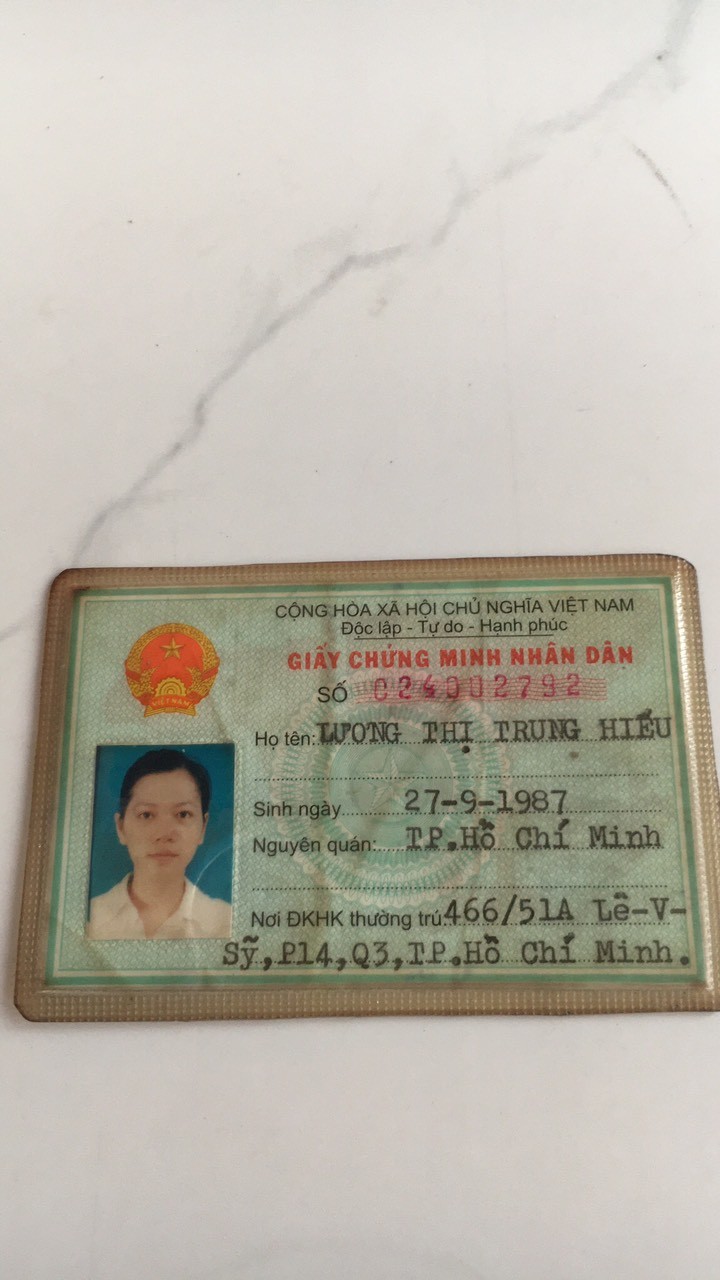 CỘNG HÒA XÃ HỘI CHỦ NGHĨA VIỆT NAM
Độc lập - Tự do - Hạnh phúc
GIẤY CHỨNG MINH NHÂN DÂN
SỐ 024002792
VIỆT NAM
Họ tên: LƯƠNG THỊ TRUNG HIẾU
Sinh ngày 27-9-1987
Nguyên quán: TP.Hồ Chí Minh
Nơi ĐKHK thường trú: 466/51A Lê-V-
Sỹ,P14,Q3,TP.Hồ Chí Minh.